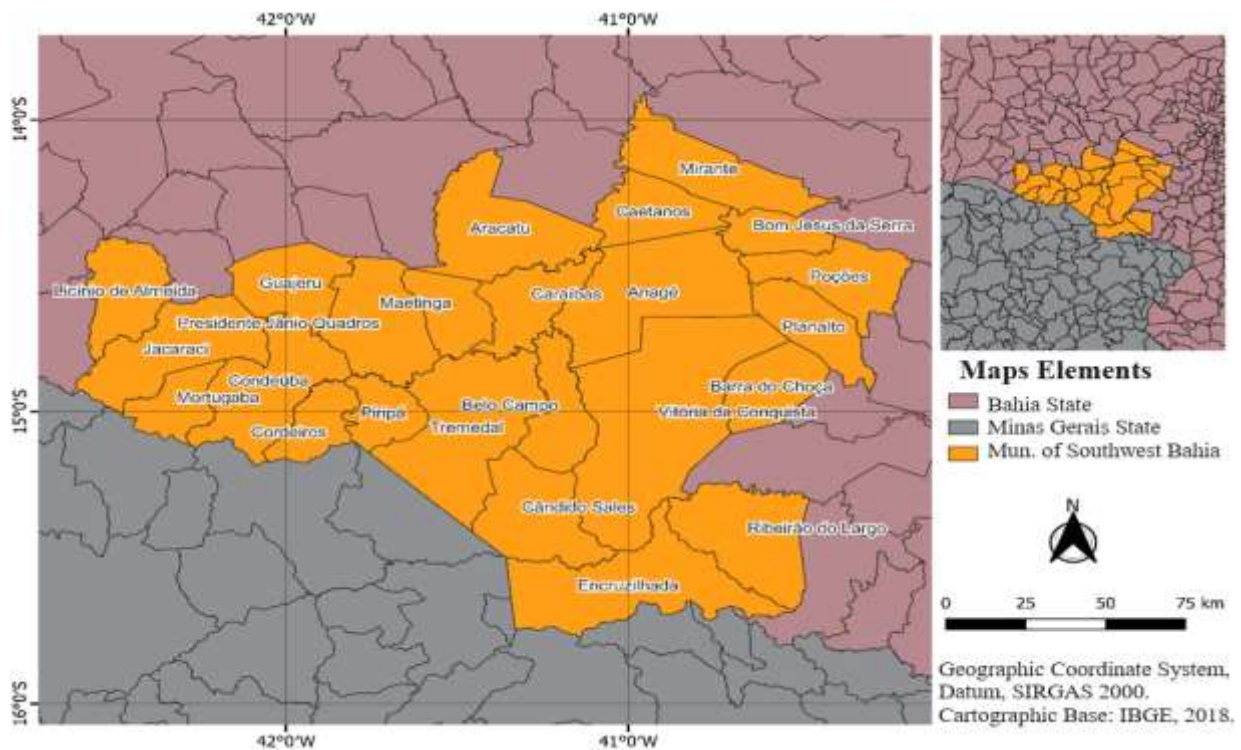 42°0'W 41°0'W
14°0'S
Mirante
Caetanos
Aracatu
Bom Jesus da Serra
Guajeru
Poções
Licínio de Almeida
Caraíbas
Anagé
Maetinga
Presidente Jânio Quadros
Planalto
Jacaraci
Condeúba
Barra do Choça
Mortugaba
Belo Campo
Piripá
Vitória da Conquista
15°0'S
Tremedal
Cordeiros
Cândido Sales
Ribeirão do Largo
Encruzilhada
16°0'S
42°0'W 41°0'W
Maps Elements
Bahia State
Minas Gerais State
Mun. of Southwest Bahia
N
0 25 50 75 km
Geographic Coordinate System,
Datum, SIRGAS 2000.
Cartographic Base: IBGE, 2018.